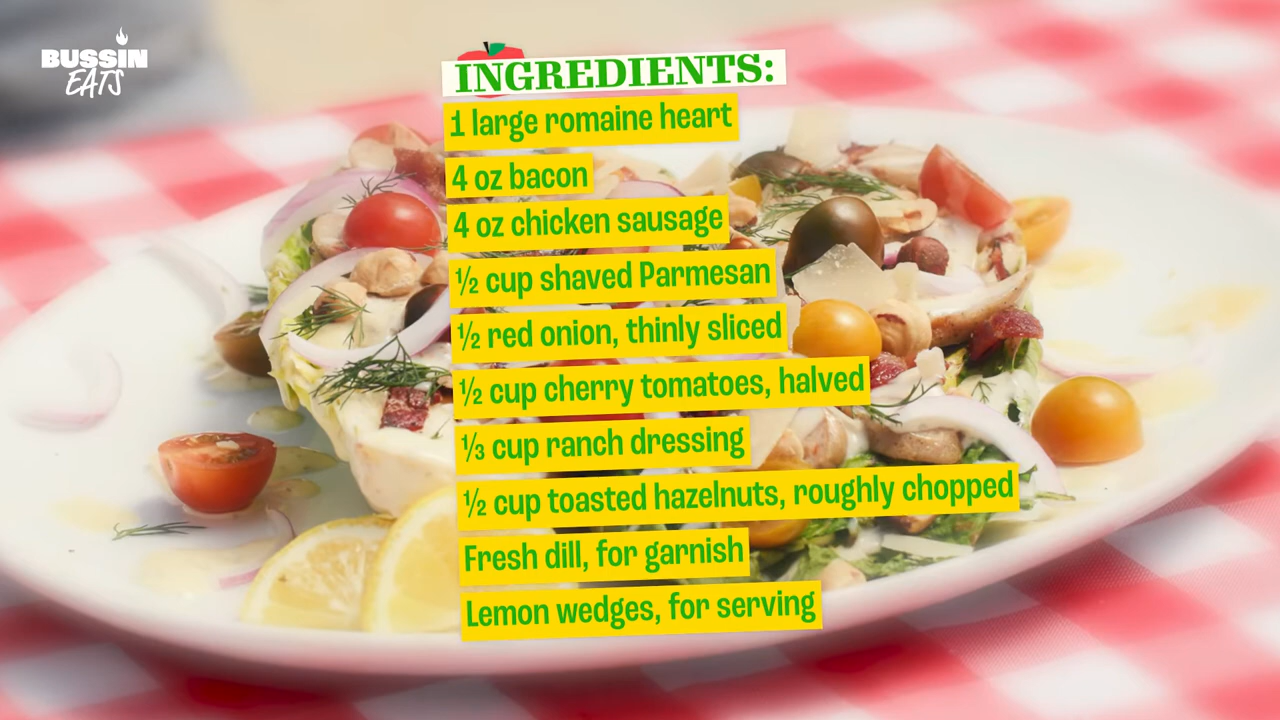 BUSSIN
EATS
INGREDIENTS:
1 large romaine heart
4 oz bacon
4 oz chicken sausage
½ cup shaved Parmesan
½ red onion, thinly sliced
½ cup cherry tomatoes, halved
⅓ cup ranch dressing
½ cup toasted hazelnuts, roughly chopped
Fresh dill, for garnish
Lemon wedges, for serving